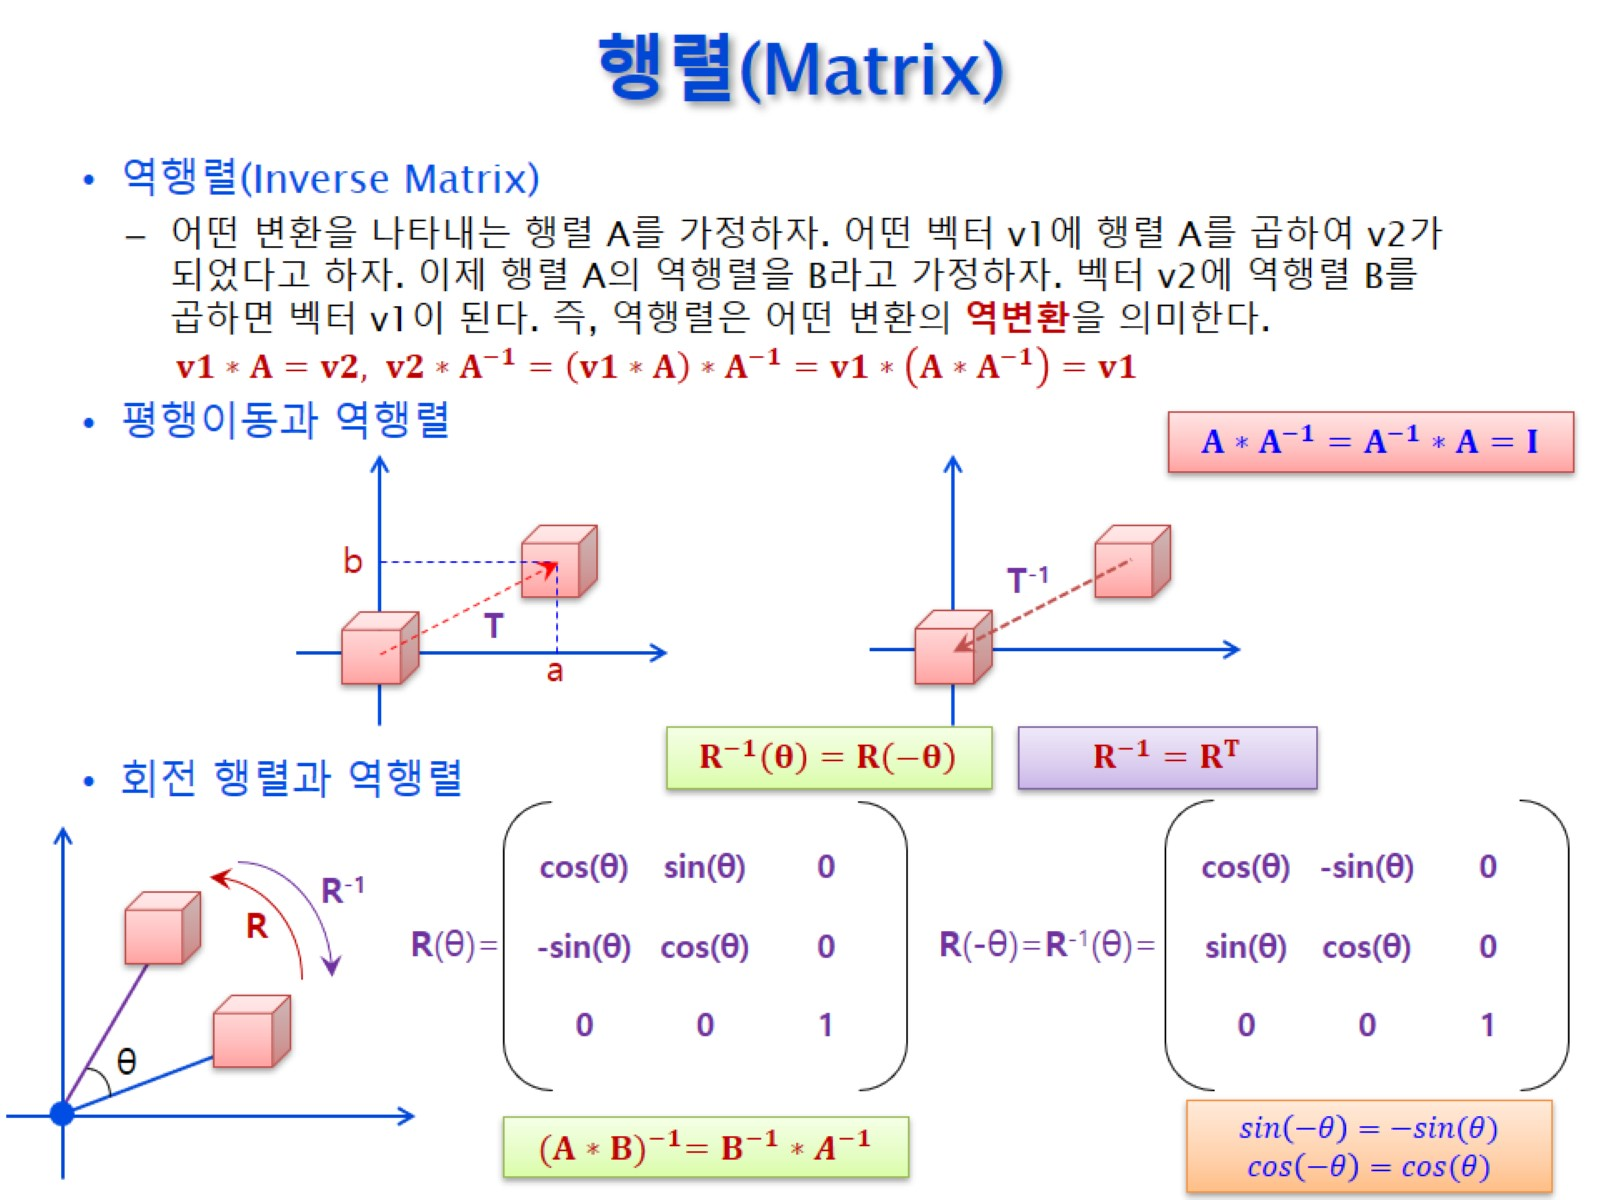 행렬(Matrix)
• 역행렬(Inverse Matrix)
– 어떤 변환을 나타내는 행렬 A를 가정하자. 어떤 벡터 v1에 행렬 A를 곱하여 v2가
되었다고 하자. 이제 행렬 A의 역행렬을 B라고 가정하자. 벡터 v2에 역행렬 B를
곱하면 벡터 v1이 된다. 즉, 역행렬은 어떤 변환의 역변환을 의미한다.
v1 * A = v2, v2 * A⁻¹ = (v1 * A) * A⁻¹ = v1 * (A * A⁻¹) = v1
• 평행이동과 역행렬
A * A⁻¹ = A⁻¹ * A = I
b
T
a
T⁻¹
R⁻¹(θ) = R(−θ)
R⁻¹ = Rᵀ
• 회전 행렬과 역행렬
R⁻¹
R
θ
R(θ)=
cos(θ) sin(θ) 0
-sin(θ) cos(θ) 0
0 0 1
R(-θ)=R⁻¹(θ)=
cos(θ) -sin(θ) 0
sin(θ) cos(θ) 0
0 0 1
(A * B)⁻¹= B⁻¹ * A⁻¹
sin(−θ) = −sin(θ)
cos(−θ) = cos(θ)